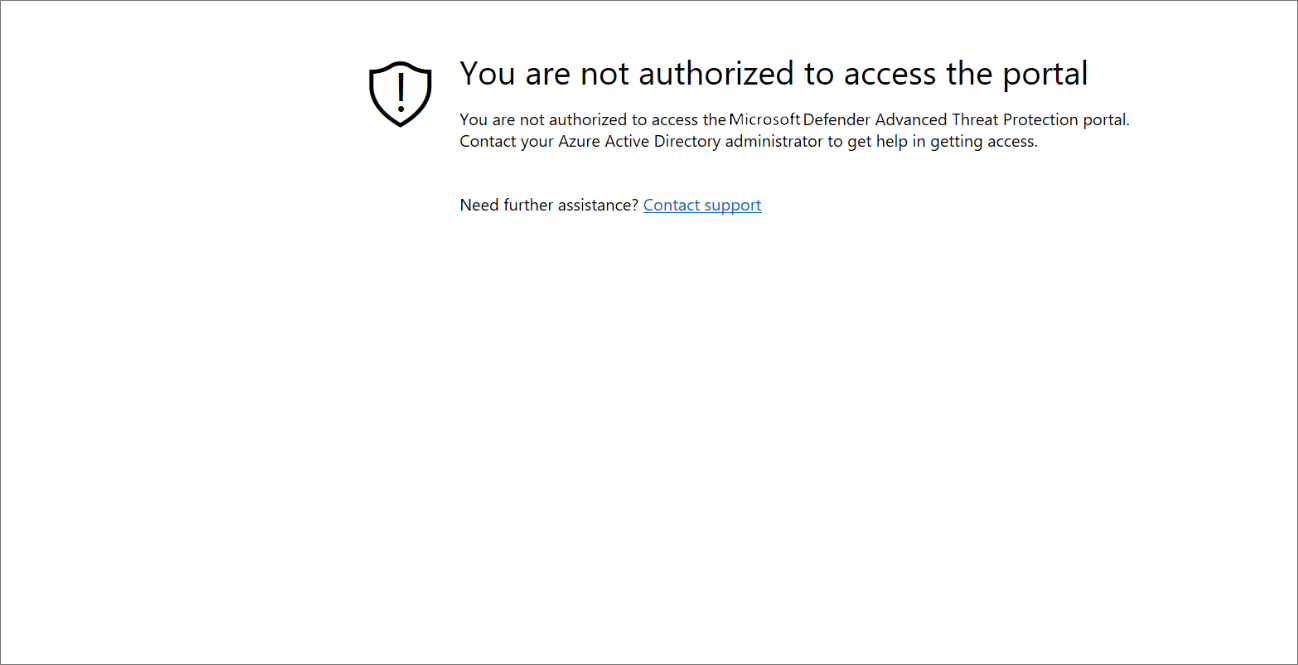 You are not authorized to access the portal
You are not authorized to access the Microsoft Defender Advanced Threat Protection portal.
Contact your Azure Active Directory administrator to get help in getting access.
Need further assistance? Contact support